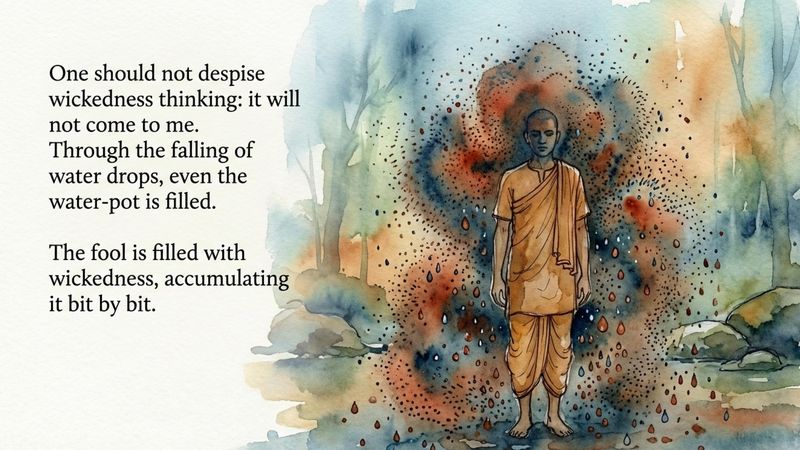 One should not despise
wickedness thinking: it will
not come to me.
Through the falling of
water drops, even the
water-pot is filled.
The fool is filled with
wickedness, accumulating
it bit by bit.